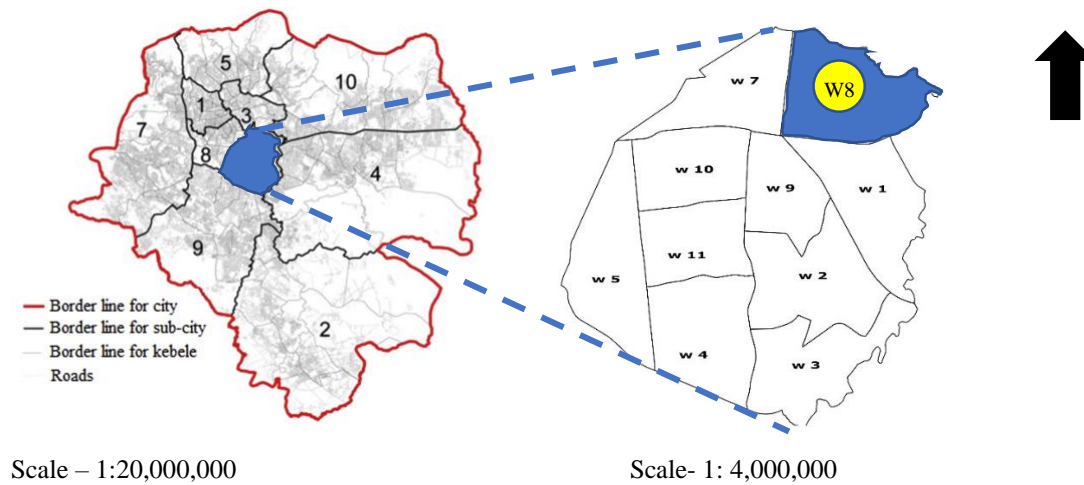 5
10
1
3
7
8
4
9
2
Border line for city
Border line for sub-city
Border line for kebele
Roads
Scale – 1:20,000,000
w 7
W8
w 10
w 9
w 1
w 11
w 5
w 2
w 4
w 3
Scale- 1: 4,000,000